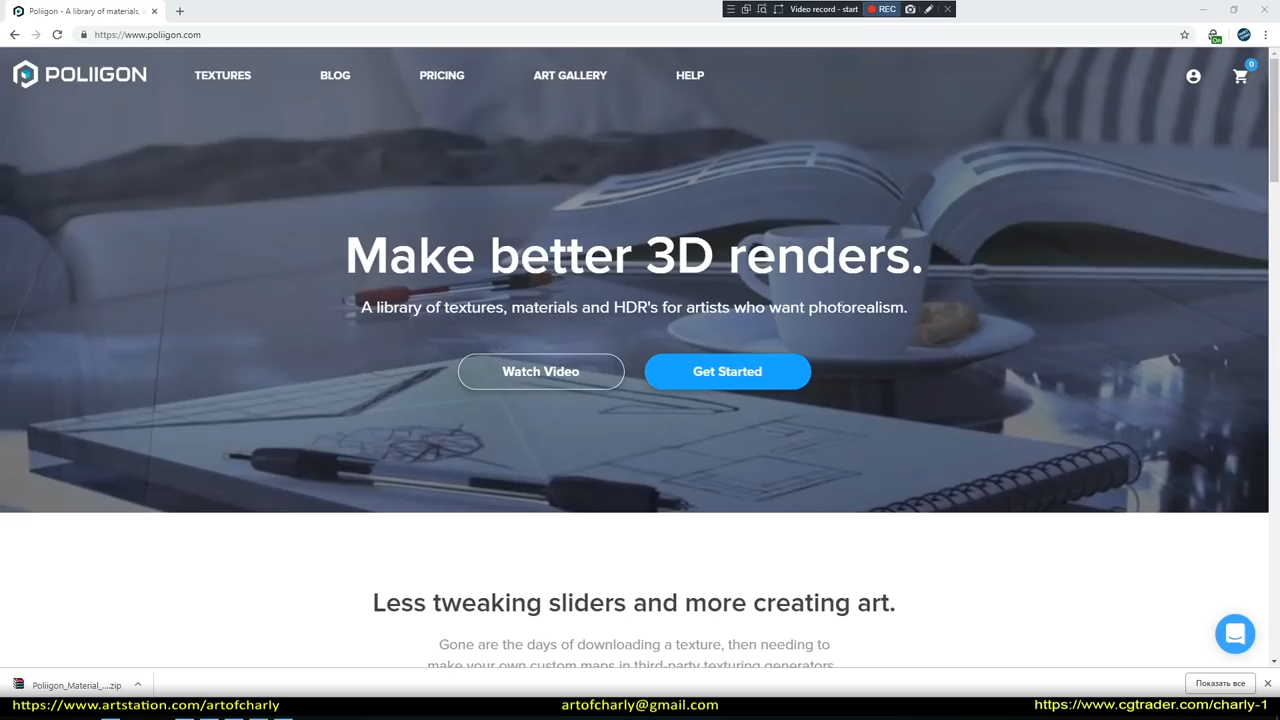 Poliigon - A library of materials,
Video record - start
REC
https://www.poliigon.com
On
POLIIGON
TEXTURES
BLOG
PRICING
ART GALLERY
HELP
0
Make better 3D renders.
A library of textures, materials and HDR's for artists who want photorealism.
Watch Video
Get Started
Less tweaking sliders and more creating art.
Gone are the days of downloading a texture, then needing to
make your own custom maps in third-party texturing generators
Poliigon_Material_....zip
Показать все
https://www.artstation.com/artofcharly
artofcharly@gmail.com
https://www.cgtrader.com/charly-1